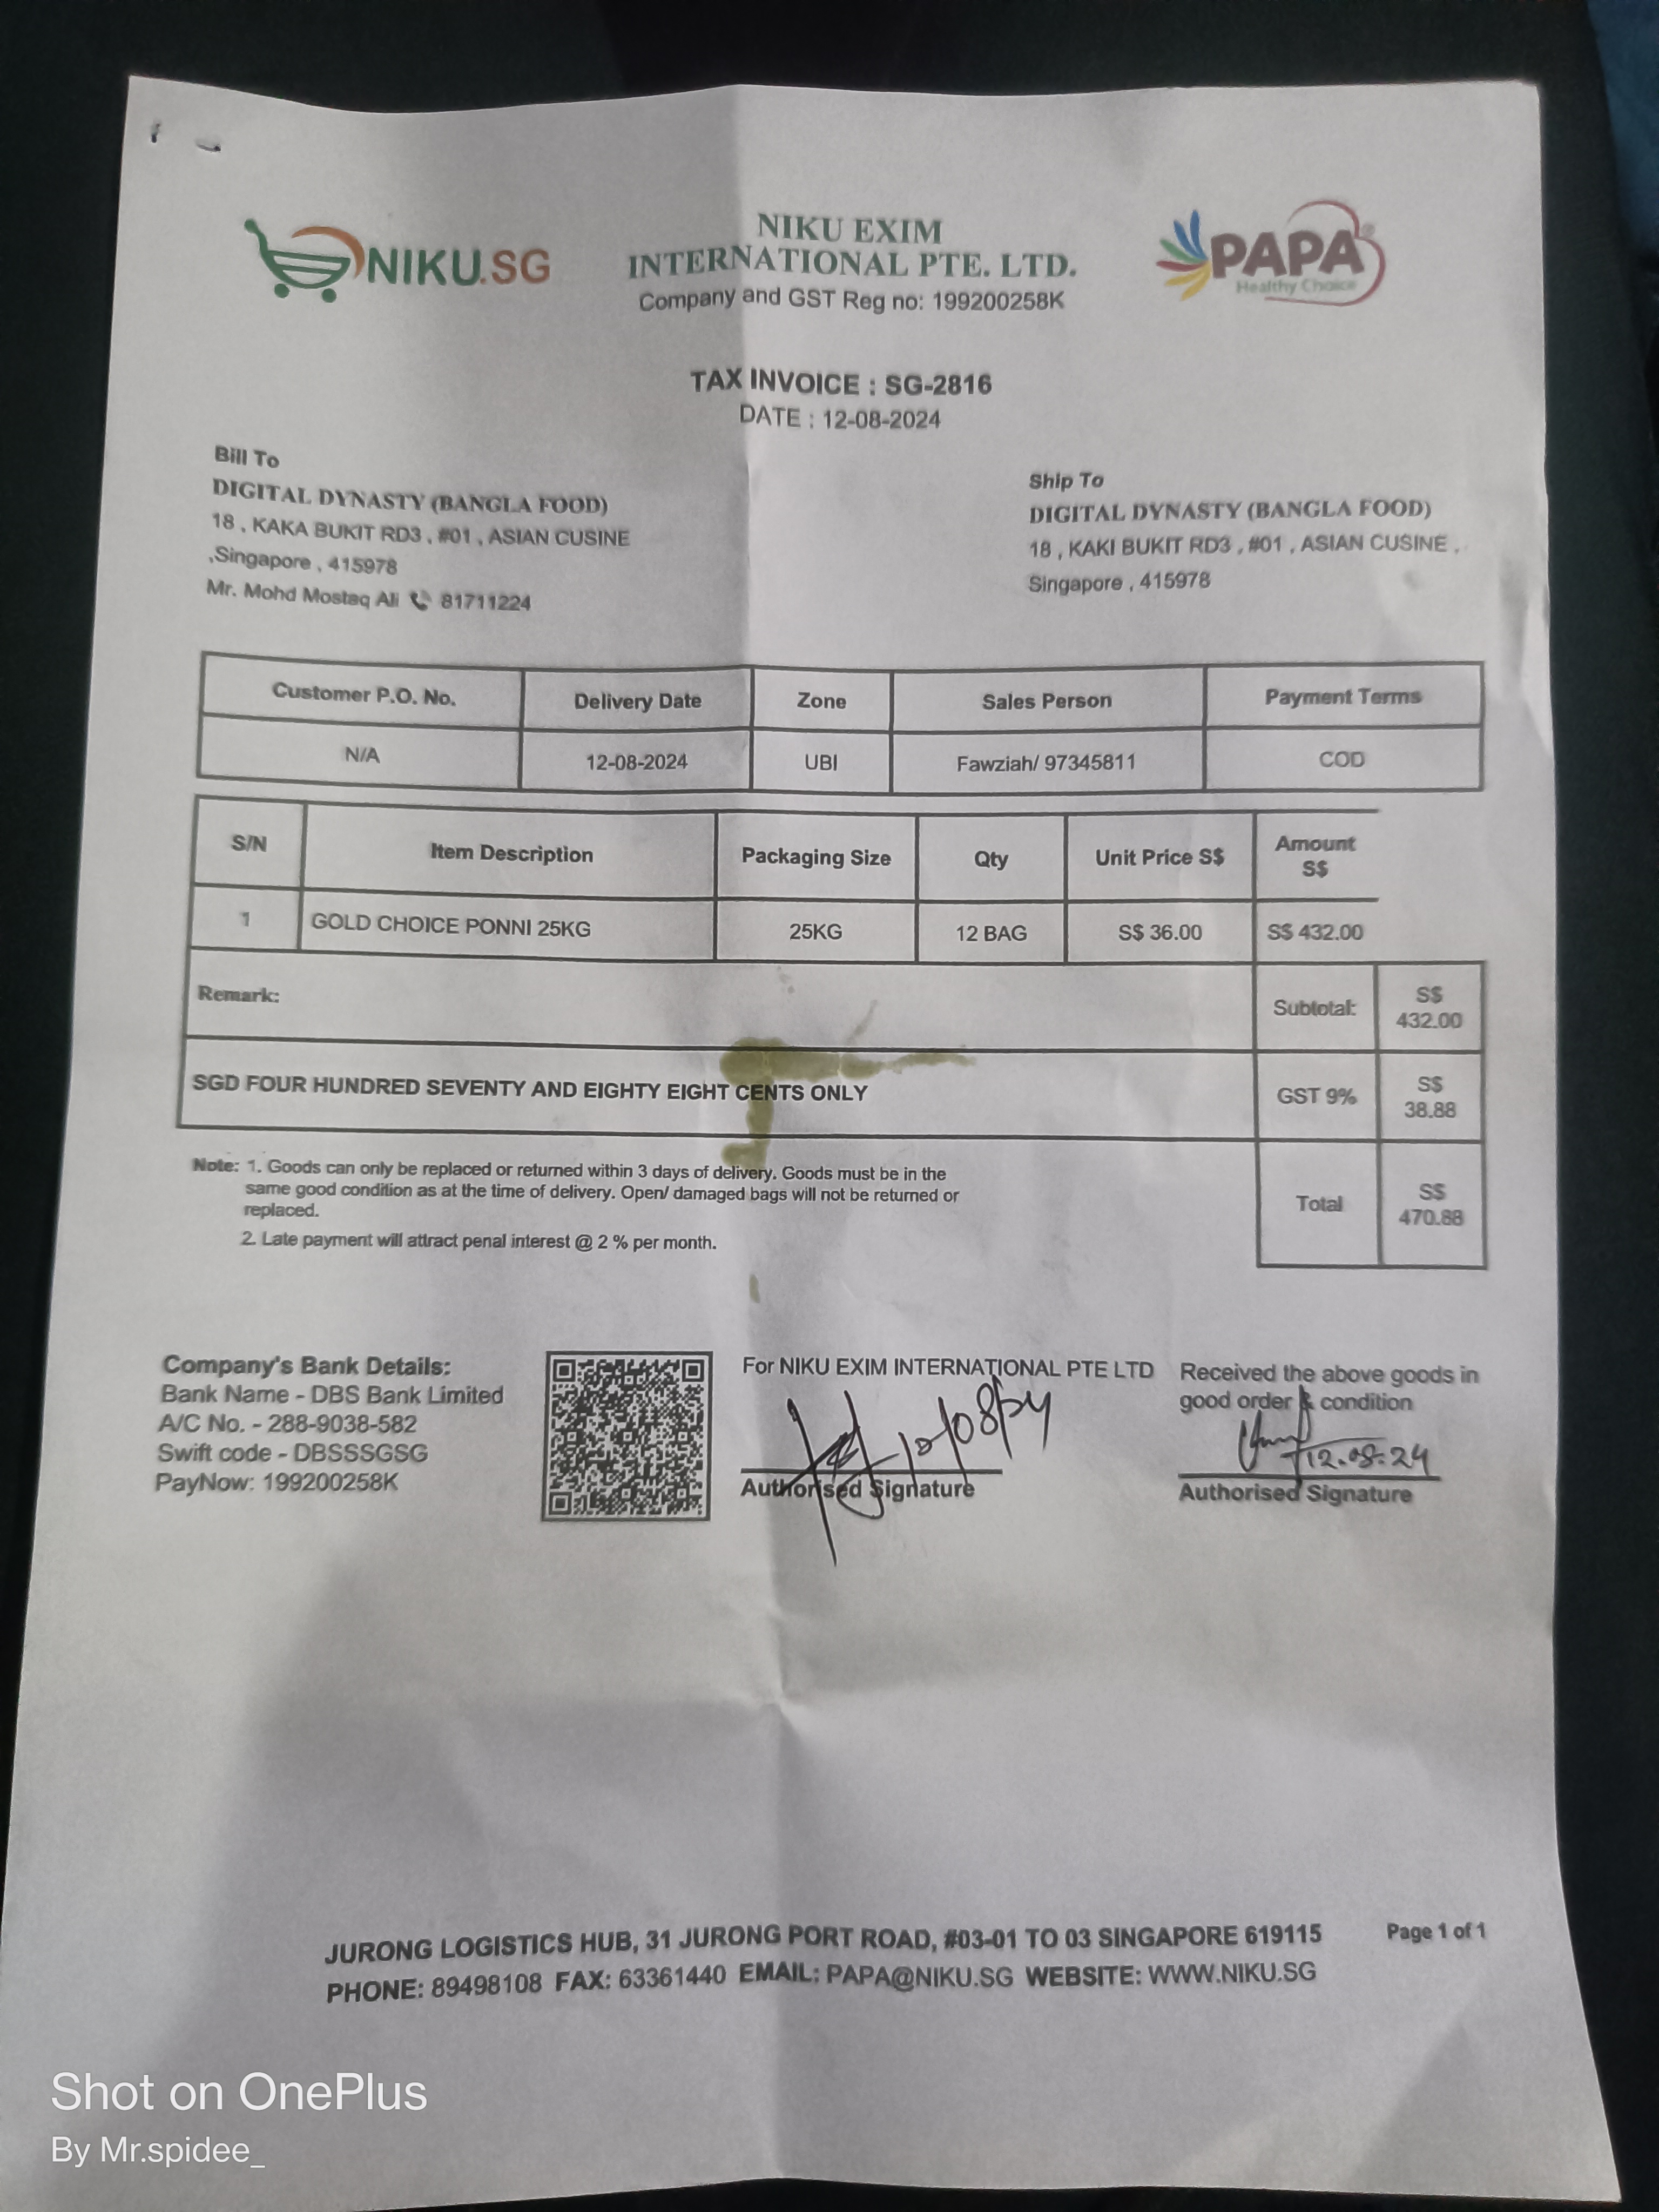 NIKU.SG
NIKU EXIM
INTERNATIONAL PTE. LTD.
Company and GST Reg no: 199200258K
PAPA®
Healthy Choice
TAX INVOICE : SG-2816
DATE : 12-08-2024
Bill To
DIGITAL DYNASTY (BANGLA FOOD)
18 , KAKA BUKIT RD3 , #01 , ASIAN CUSINE
,Singapore , 415978
Mr. Mohd Mostaq Ali 81711224
Ship To
DIGITAL DYNASTY (BANGLA FOOD)
18 , KAKI BUKIT RD3 , #01 , ASIAN CUSINE ,
Singapore , 415978
Customer P.O. No. Delivery Date Zone Sales Person Payment Terms
N/A 12-08-2024 UBI Fawziah/ 97345811 COD
S/N Item Description Packaging Size Qty Unit Price S$ Amount S$
1 GOLD CHOICE PONNI 25KG 25KG 12 BAG S$ 36.00 S$ 432.00
Remark:
Subtotal: S$ 432.00
SGD FOUR HUNDRED SEVENTY AND EIGHTY EIGHT CENTS ONLY
GST 9% S$ 38.88
Total S$ 470.88
Note: 1. Goods can only be replaced or returned within 3 days of delivery. Goods must be in the
same good condition as at the time of delivery. Open/ damaged bags will not be returned or
replaced.
2. Late payment will attract penal interest @ 2 % per month.
Company's Bank Details:
Bank Name - DBS Bank Limited
A/C No. - 288-9038-582
Swift code - DBSSSGSG
PayNow: 199200258K
For NIKU EXIM INTERNATIONAL PTE LTD
Authorised Signature
Received the above goods in
good order & condition
12.08.24
Authorised Signature
JURONG LOGISTICS HUB, 31 JURONG PORT ROAD, #03-01 TO 03 SINGAPORE 619115
Page 1 of 1
PHONE: 89498108 FAX: 63361440 EMAIL: PAPA@NIKU.SG WEBSITE: WWW.NIKU.SG
Shot on OnePlus
By Mr.spidee_